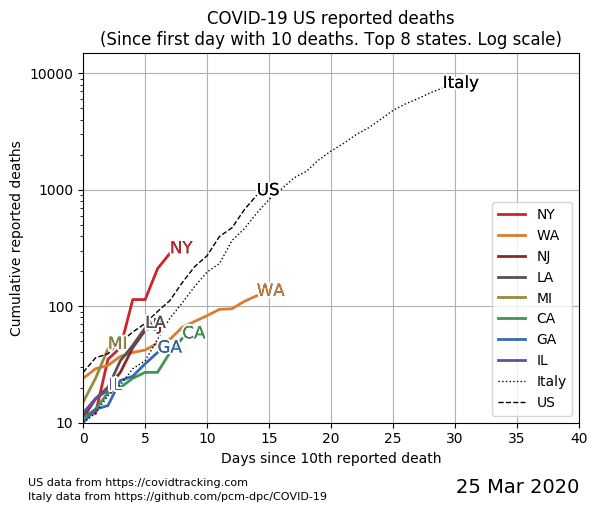 COVID-19 US reported deaths
(Since first day with 10 deaths. Top 8 states. Log scale)
Cumulative reported deaths
10000
1000
100
10
Italy
US
NY
WA
LA
MI
CA
GA
IL
NY
WA
NJ
LA
MI
CA
GA
IL
Italy
US
0 5 10 15 20 25 30 35 40
Days since 10th reported death
US data from https://covidtracking.com
Italy data from https://github.com/pcm-dpc/COVID-19
25 Mar 2020